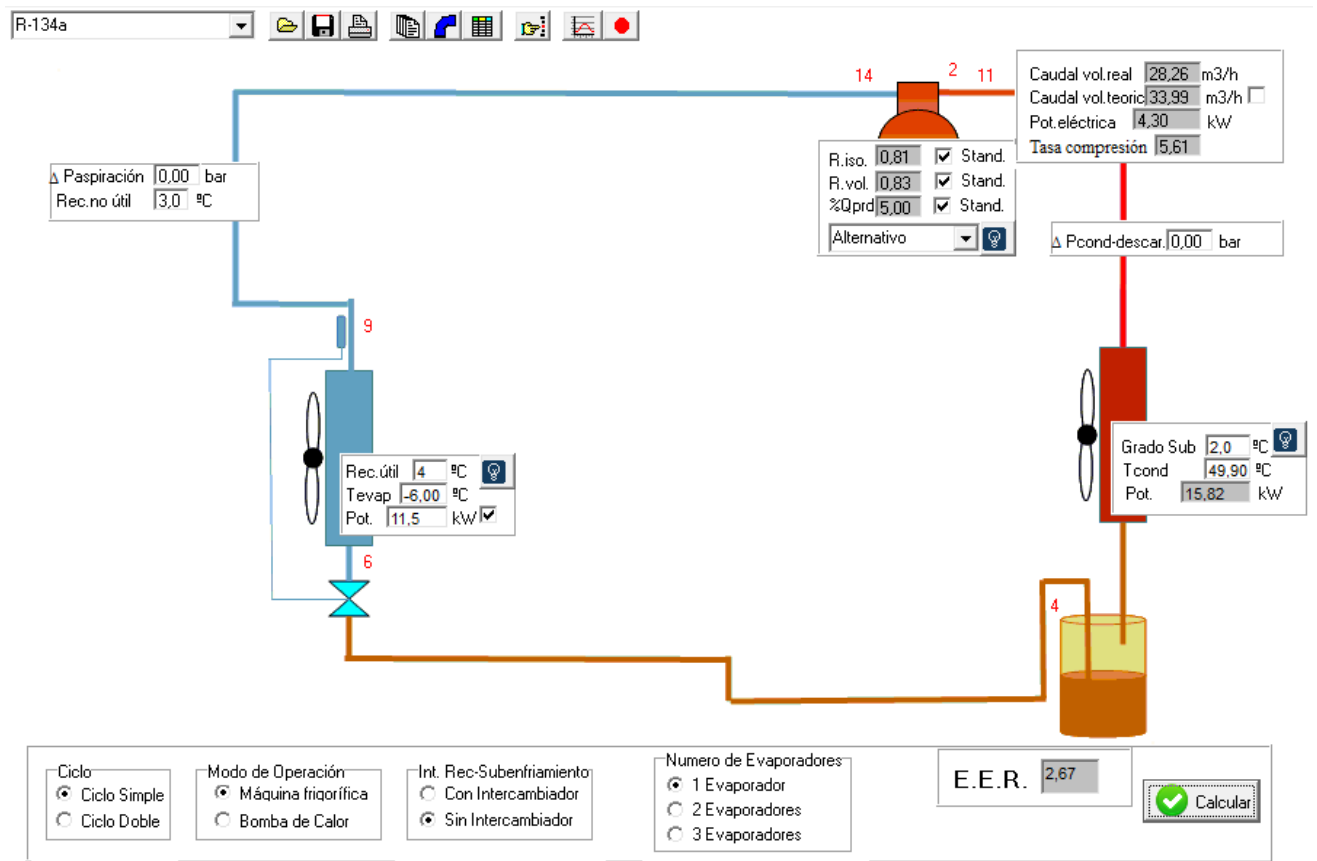 R-134a
14 2 11
Caudal vol.real 28,26 m3/h
Caudal vol.teoric 33,99 m3/h
Pot.eléctrica 4,30 kW
Tasa compresión 5,61
R.iso. 0,81 Stand.
R.vol. 0,83 Stand.
%Qprd 5,00 Stand.
Alternativo
Δ Paspiración 0,00 bar
Rec.no útil 3,0 ºC
Δ Pcond-descar. 0,00 bar
9
Rec.útil 4 ºC
Tevap -6,00 ºC
Pot. 11,5 kW
Grado Sub 2,0 ºC
Tcond 49,90 ºC
Pot. 15,82 kW
6
4
Ciclo
Ciclo Simple
Ciclo Doble
Modo de Operación
Máquina frigorífica
Bomba de Calor
Int. Rec-Subenfriamiento
Con Intercambiador
Sin Intercambiador
Numero de Evaporadores
1 Evaporador
2 Evaporadores
3 Evaporadores
E.E.R. 2,67
Calcular